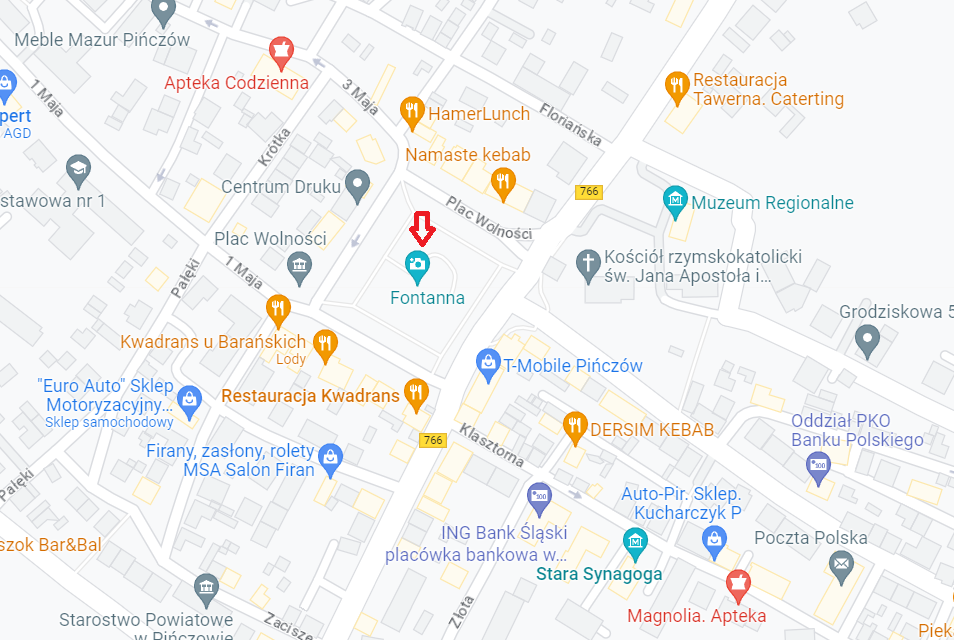 Meble Mazur Pińczów
Apteka Codzienna
1 Maja
3 Maja
pert
AGD
HamerLunch
Restauracja
Tawerna. Caterting
Floriańska
Krótka
Namaste kebab
stawowa nr 1
Centrum Druku
766
Muzeum Regionalne
Plac Wolności
Plac Wolności
1 Maja
Pałęki
Kościół rzymskokatolicki
św. Jana Apostoła i...
Fontanna
Grodziskowa 5
Kwadrans u Barańskich
Lody
T-Mobile Pińczów
"Euro Auto" Sklep
Motoryzacyjny...
Sklep samochodowy
Restauracja Kwadrans
766
Klasztorna
DERSIM KEBAB
Oddział PKO
Banku Polskiego
Firany, zasłony, rolety
MSA Salon Firan
Pałęki
Auto-Pir. Sklep.
Kucharczyk P
ING Bank Śląski
placówka bankowa w...
Poczta Polska
szok Bar&Bal
Stara Synagoga
Magnolia. Apteka
Złota
Starostwo Powiatowe
w Pińczowie
Zacisze
Piek